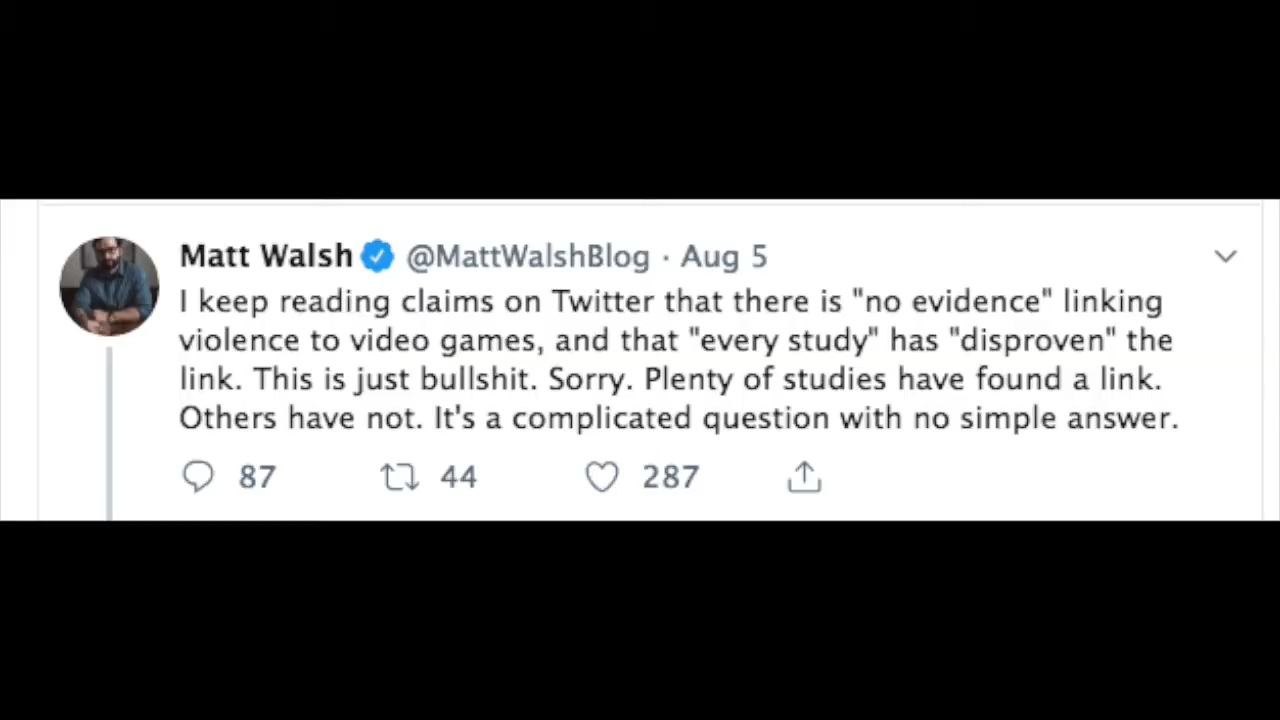 Matt Walsh @MattWalshBlog · Aug 5
I keep reading claims on Twitter that there is "no evidence" linking
violence to video games, and that "every study" has "disproven" the
link. This is just bullshit. Sorry. Plenty of studies have found a link.
Others have not. It's a complicated question with no simple answer.
87 44 287